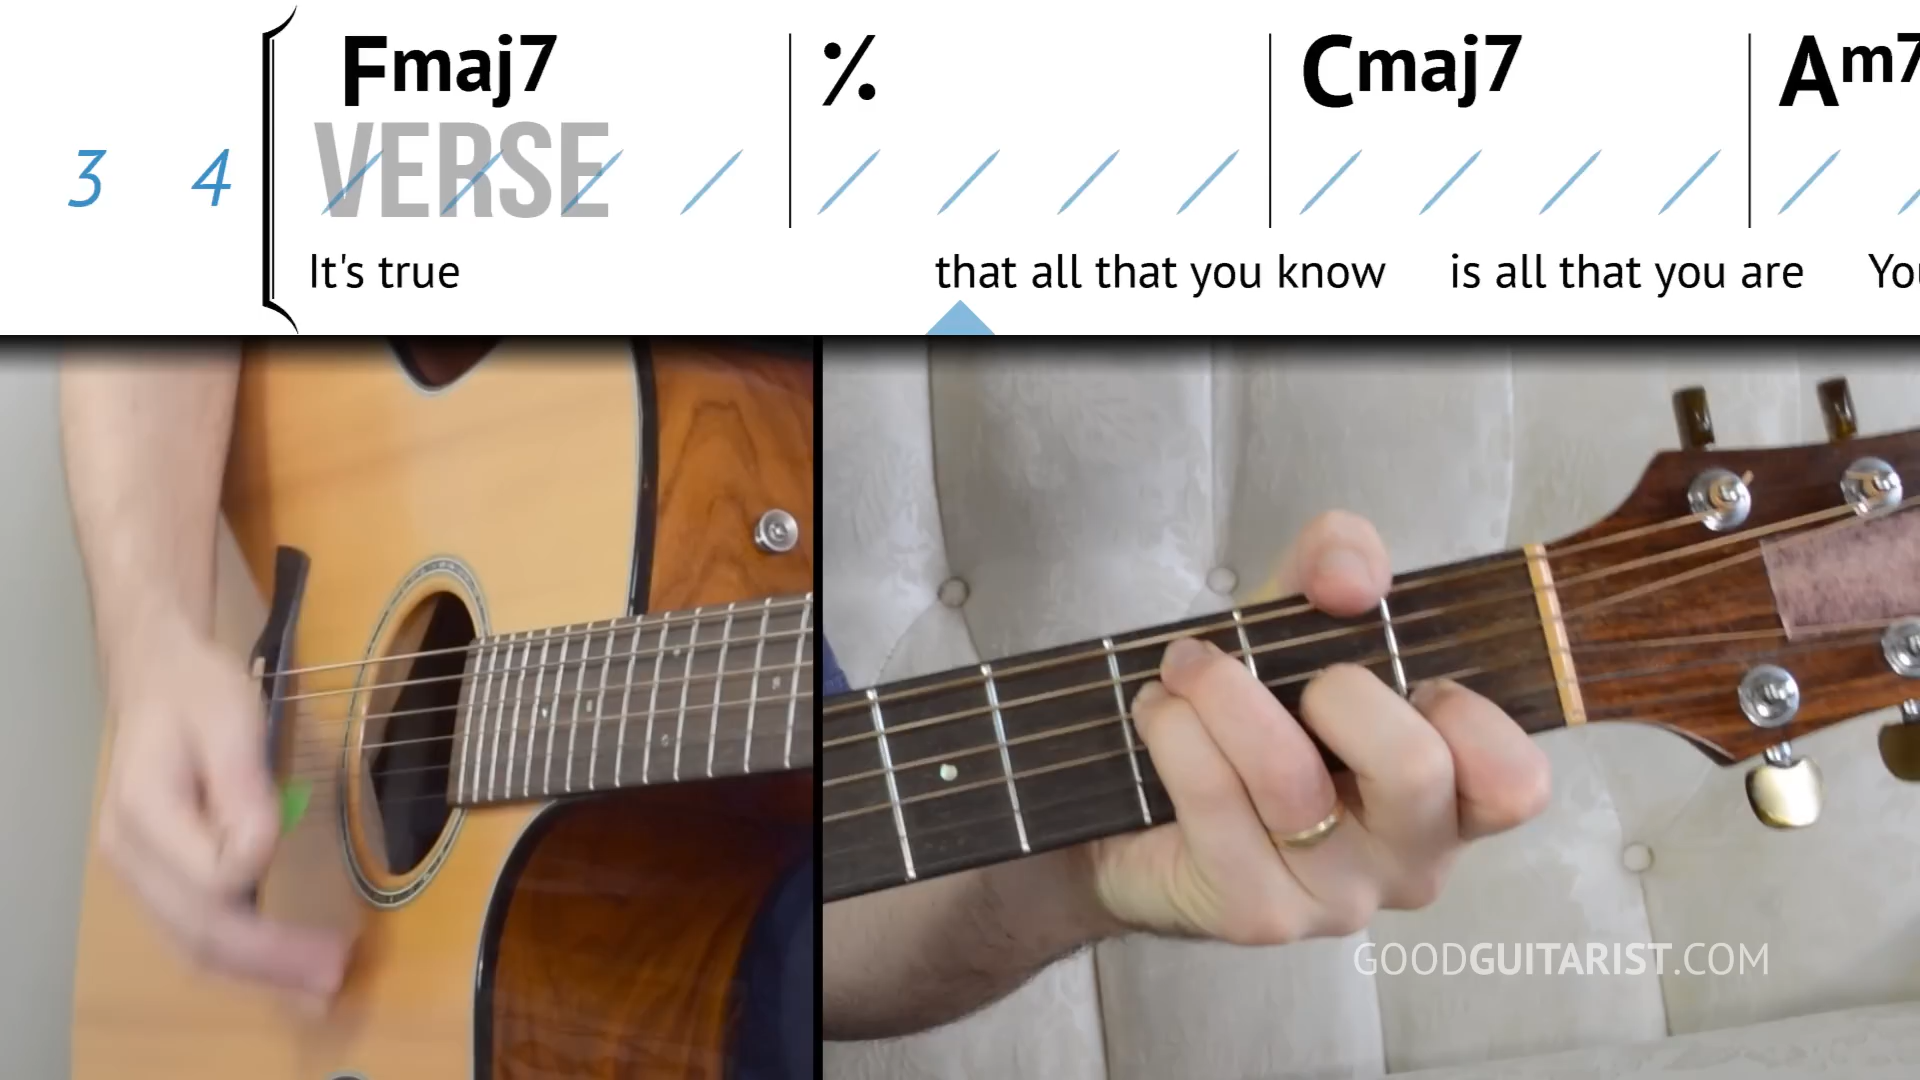 Fmaj7 𝄎 Cmaj7 Am7
VERSE
3 4
It's true that all that you know is all that you are
GOODGUITARIST.COM